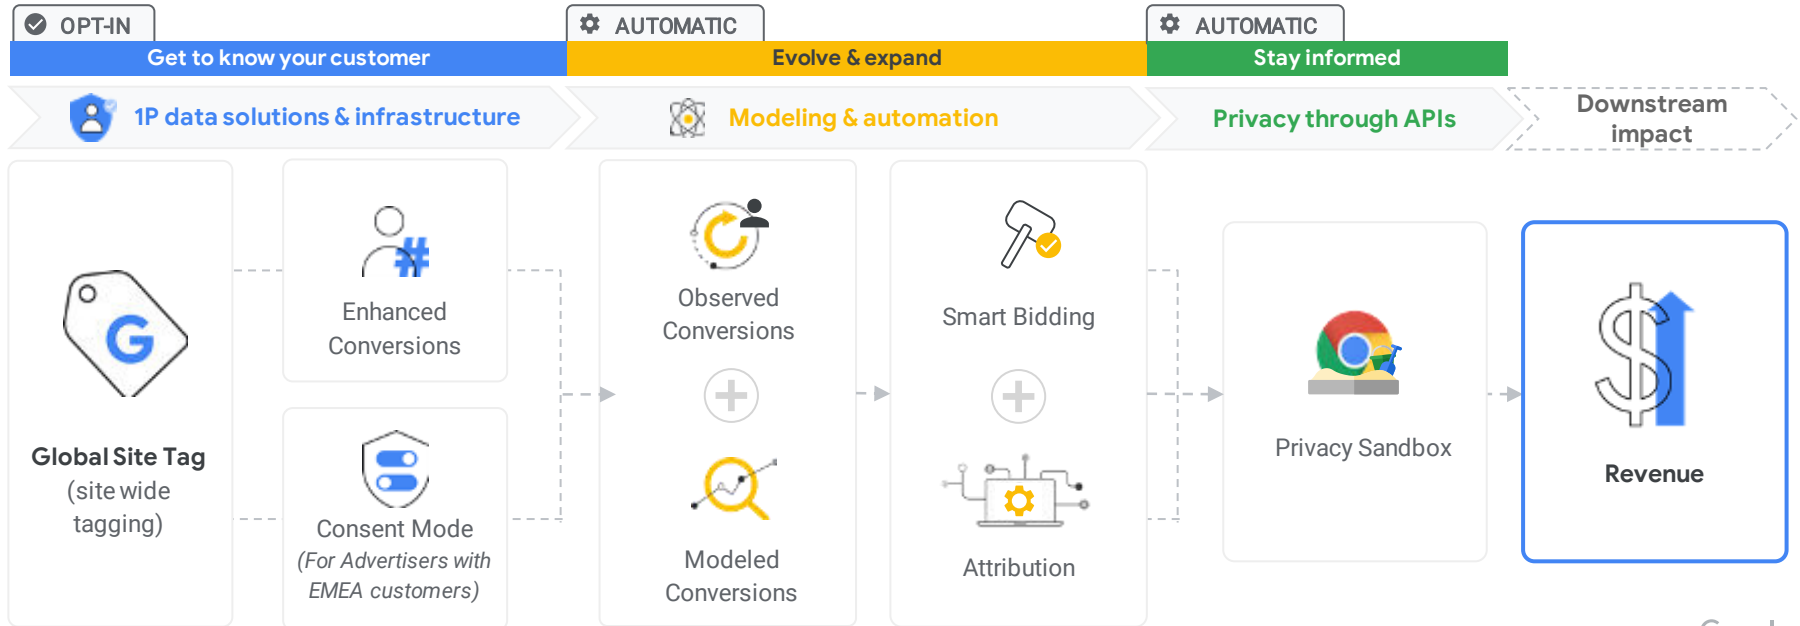 OPT-IN
AUTOMATIC
AUTOMATIC
Get to know your customer
Evolve & expand
Stay informed
1P data solutions & infrastructure
Modeling & automation
Privacy through APIs
Downstream
impact
Global Site Tag
(site wide
tagging)
Enhanced
Conversions
Consent Mode
(For Advertisers with
EMEA customers)
Observed
Conversions
Modeled
Conversions
Smart Bidding
Attribution
Privacy Sandbox
Revenue